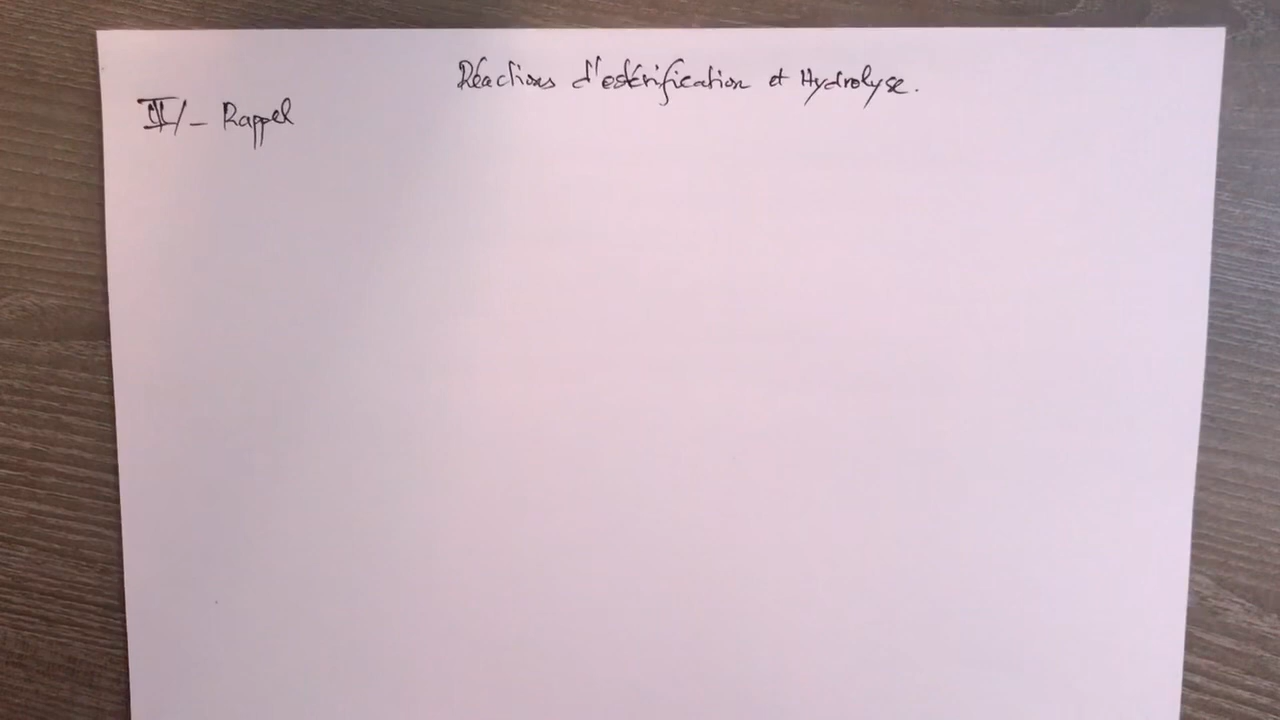 Réactions d'estérification et Hydrolyse.
II/- Rappel